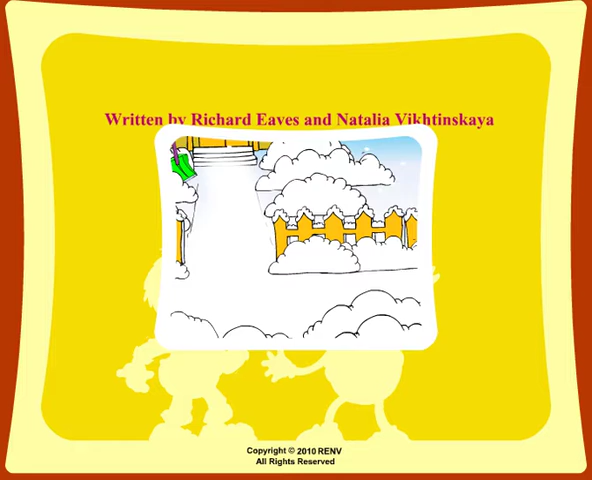 Written by Richard Eaves and Natalia Vikhtinskaya
Copyright © 2010 RENV
All Rights Reserved